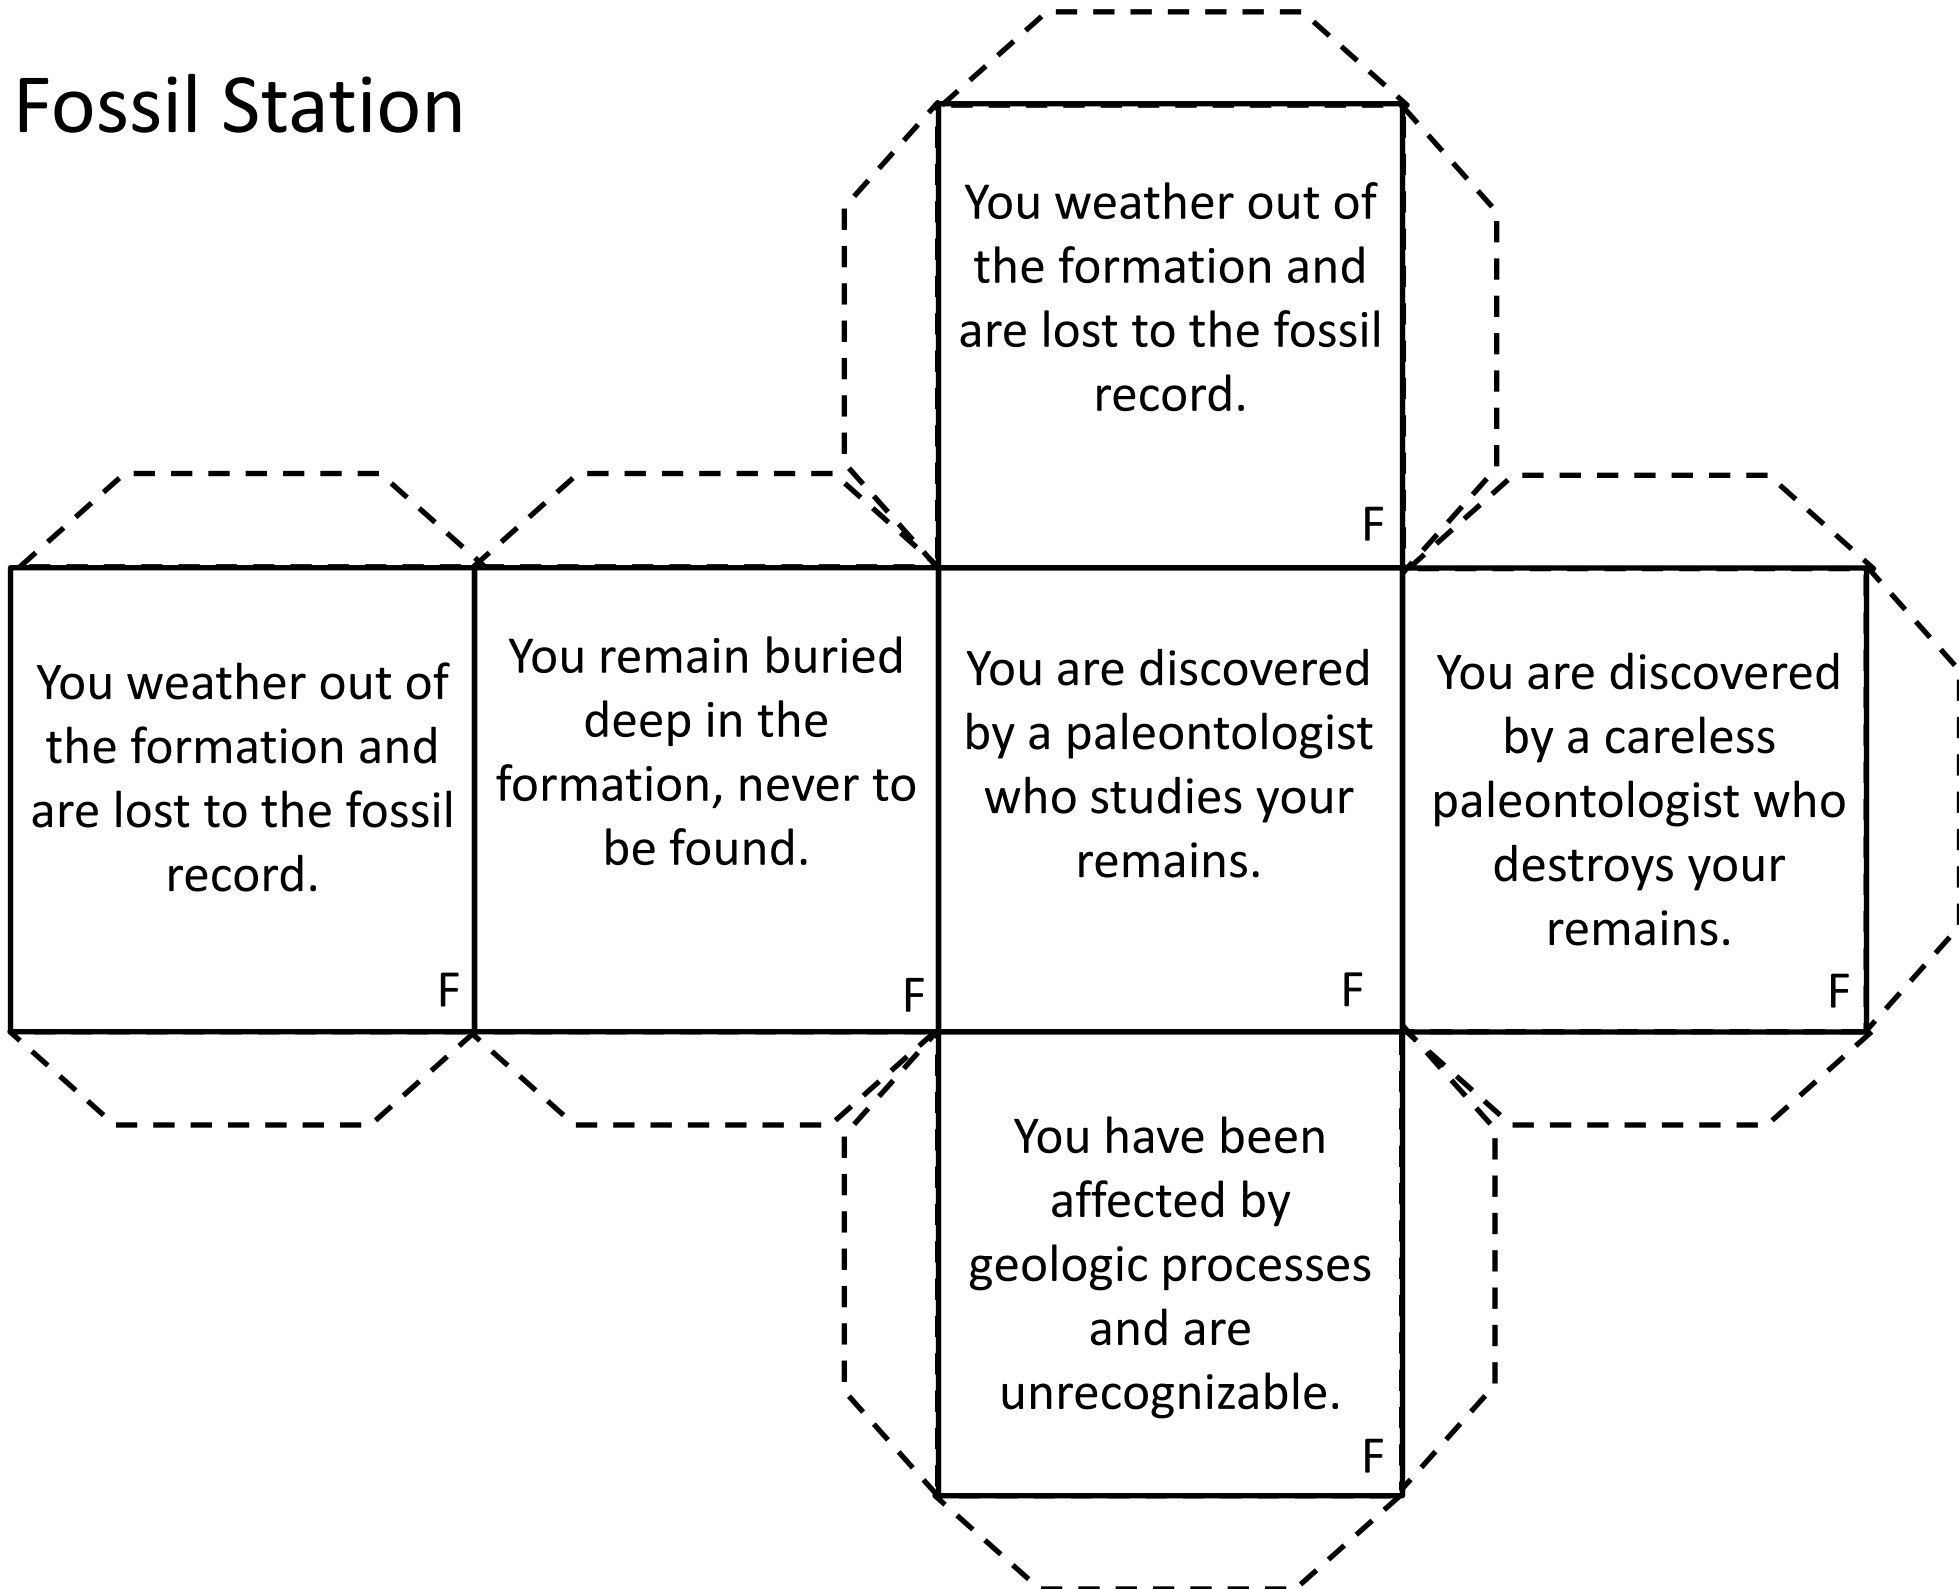 Fossil Station
You weather out of
the formation and
are lost to the fossil
record.
F
You weather out of
the formation and
are lost to the fossil
record.
F
You remain buried
deep in the
formation, never to
be found.
F
You are discovered
by a paleontologist
who studies your
remains.
F
You are discovered
by a careless
paleontologist who
destroys your
remains.
F
You have been
affected by
geologic processes
and are
unrecognizable.
F